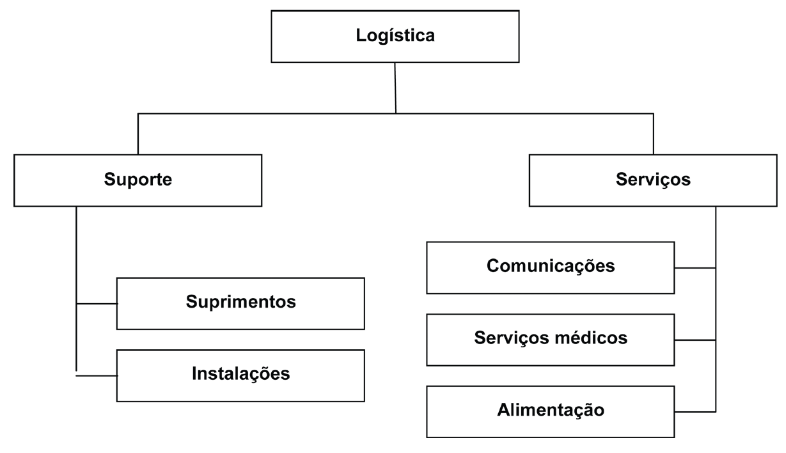 Logística
Suporte
Serviços
Suprimentos
Instalações
Comunicações
Serviços médicos
Alimentação